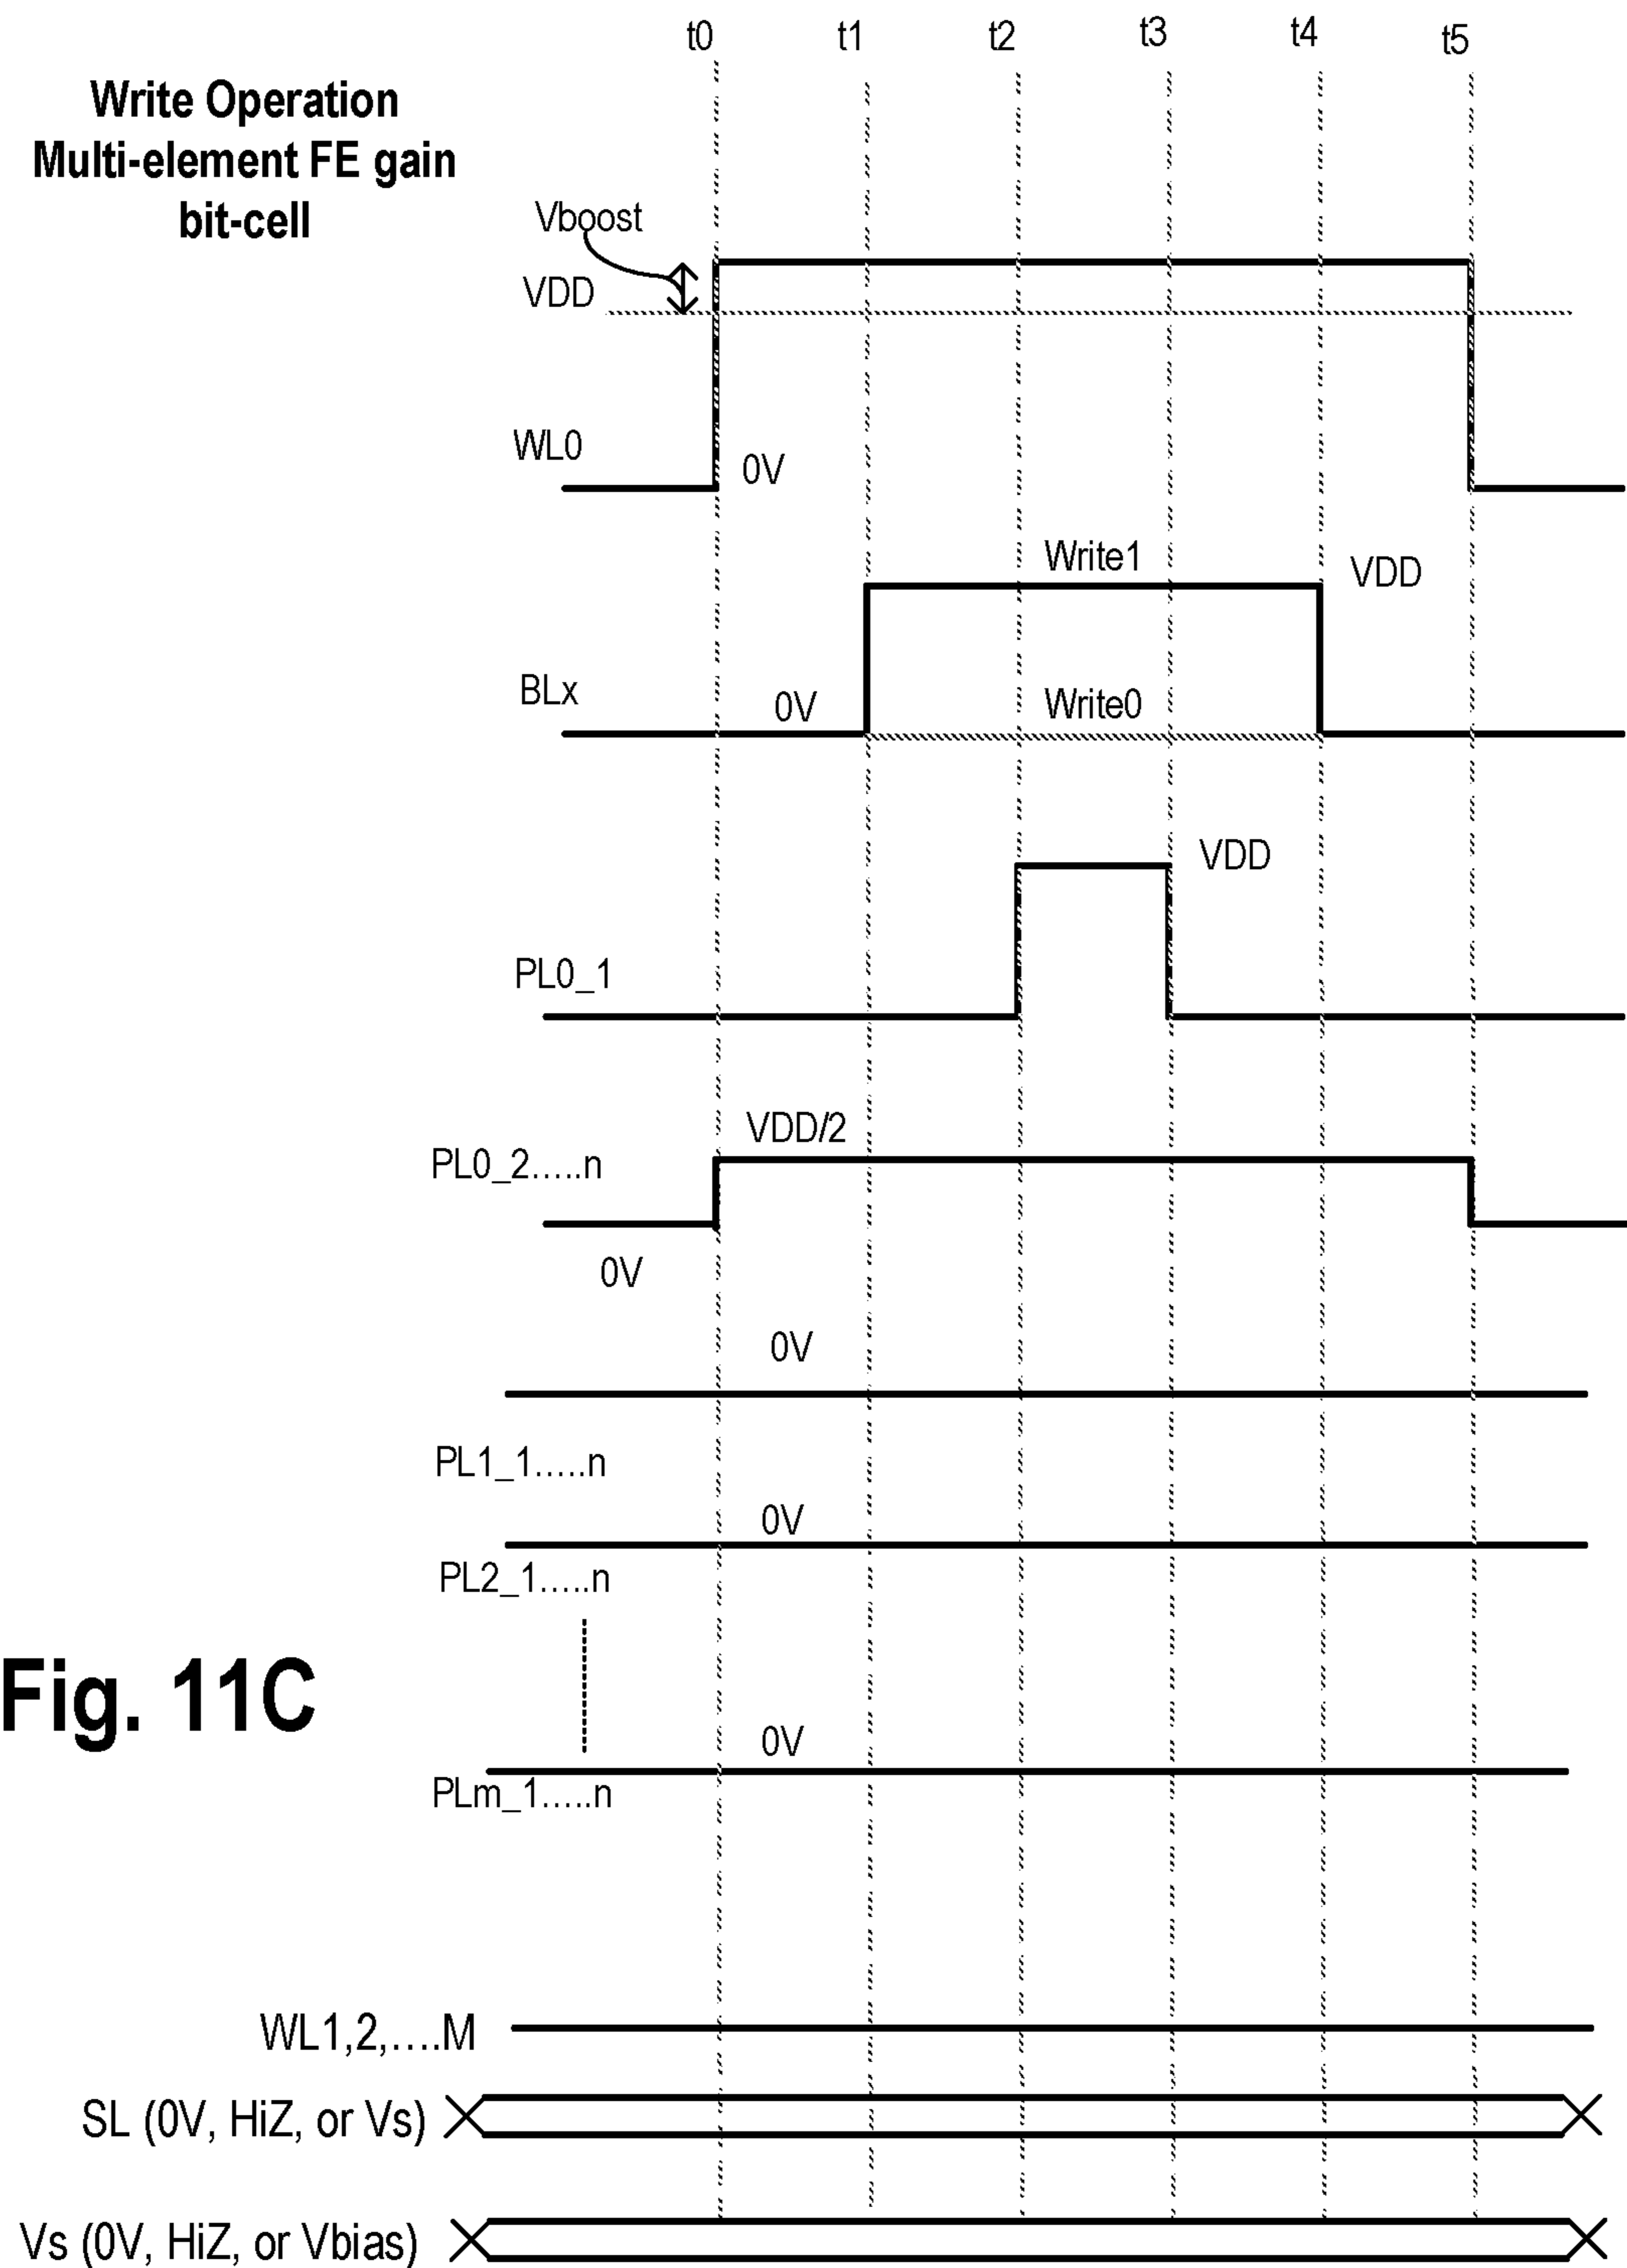 t0 t1 t2 t3 t4 t5
Write Operation
Multi-element FE gain
bit-cell
Vboost
VDD
WL0
0V
Write1
VDD
BLx
0V
Write0
VDD
PL0_1
VDD/2
PL0_2.....n
0V
0V
PL1_1.....n
0V
PL2_1.....n
Fig. 11C
0V
PLm_1.....n
WL1,2,....M
SL (0V, HiZ, or Vs)
Vs (0V, HiZ, or Vbias)